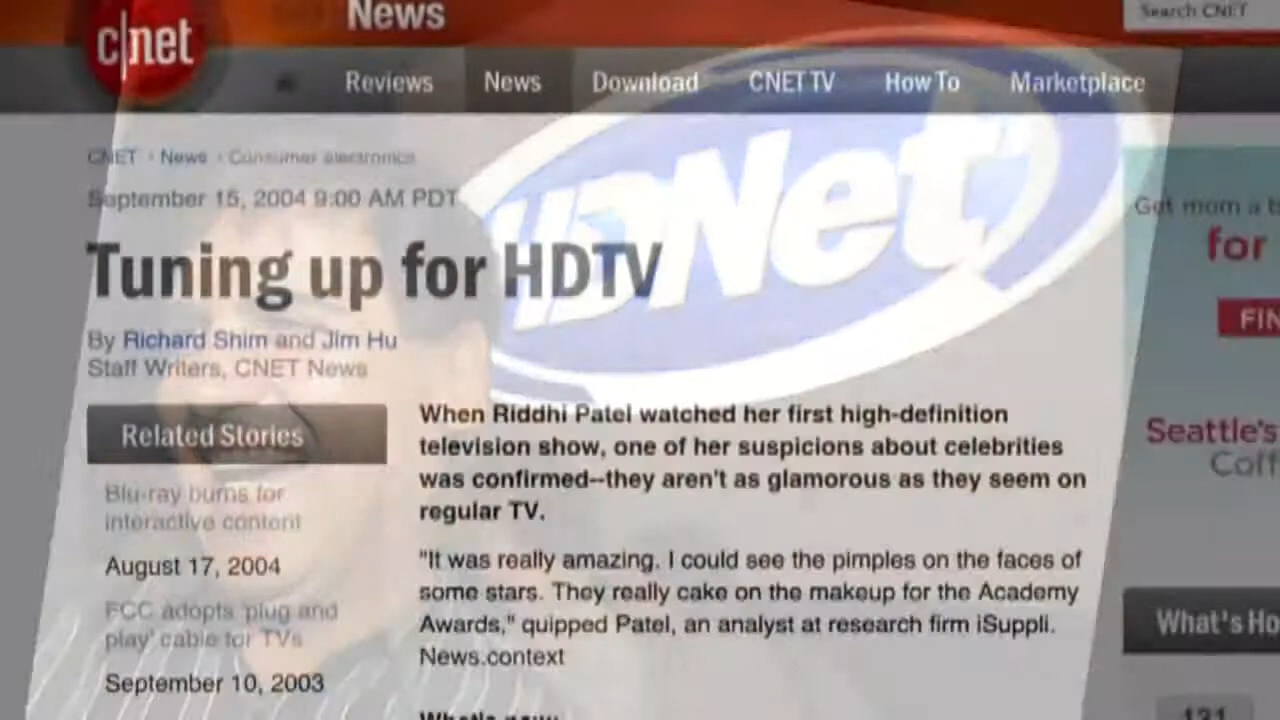 c|net
News
Search CNET
Reviews News Download CNET TV How To Marketplace
CNET News Consumer electronics
September 15, 2004 9:00 AM PDT
HDNet
Tuning up for HDTV
By Richard Shim and Jim Hu
Staff Writers, CNET News
Related Stories
Blu-ray burns for
interactive content
August 17, 2004
FCC adopts 'plug and
play' cable for TVs
September 10, 2003
When Riddhi Patel watched her first high-definition
television show, one of her suspicions about celebrities
was confirmed--they aren't as glamorous as they seem on
regular TV.
"It was really amazing. I could see the pimples on the faces of
some stars. They really cake on the makeup for the Academy
Awards," quipped Patel, an analyst at research firm iSuppli.
News.context
Get mom a b
for
FIN
Seattle's
Coff
What's Ho